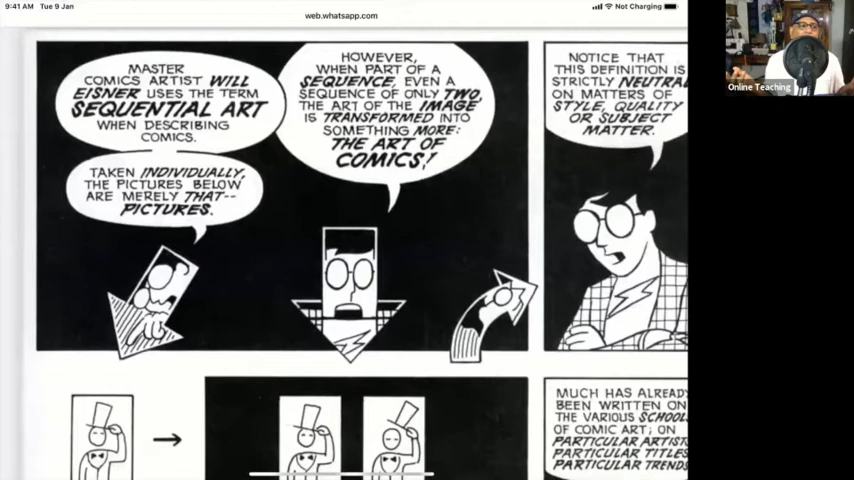 9:41 AM Tue 9 Jan
web.whatsapp.com
Not Charging
MASTER
COMICS ARTIST WILL
EISNER USES THE TERM
SEQUENTIAL ART
WHEN DESCRIBING
COMICS.
TAKEN INDIVIDUALLY,
THE PICTURES BELOW
ARE MERELY THAT--
PICTURES.
HOWEVER,
WHEN PART OF A
SEQUENCE, EVEN A
SEQUENCE OF ONLY TWO,
THE ART OF THE IMAGE
IS TRANSFORMED INTO
SOMETHING MORE:
THE ART OF
COMICS!
NOTICE THAT
THIS DEFINITION IS
STRICTLY NEUTRAL
ON MATTERS OF
STYLE, QUALITY
OR SUBJECT
MATTER.
MUCH HAS ALREADY
BEEN WRITTEN ON
THE VARIOUS SCHOOLS
OF COMIC ART; ON
PARTICULAR ARTISTS,
PARTICULAR TITLES,
PARTICULAR TRENDS
Online Teaching